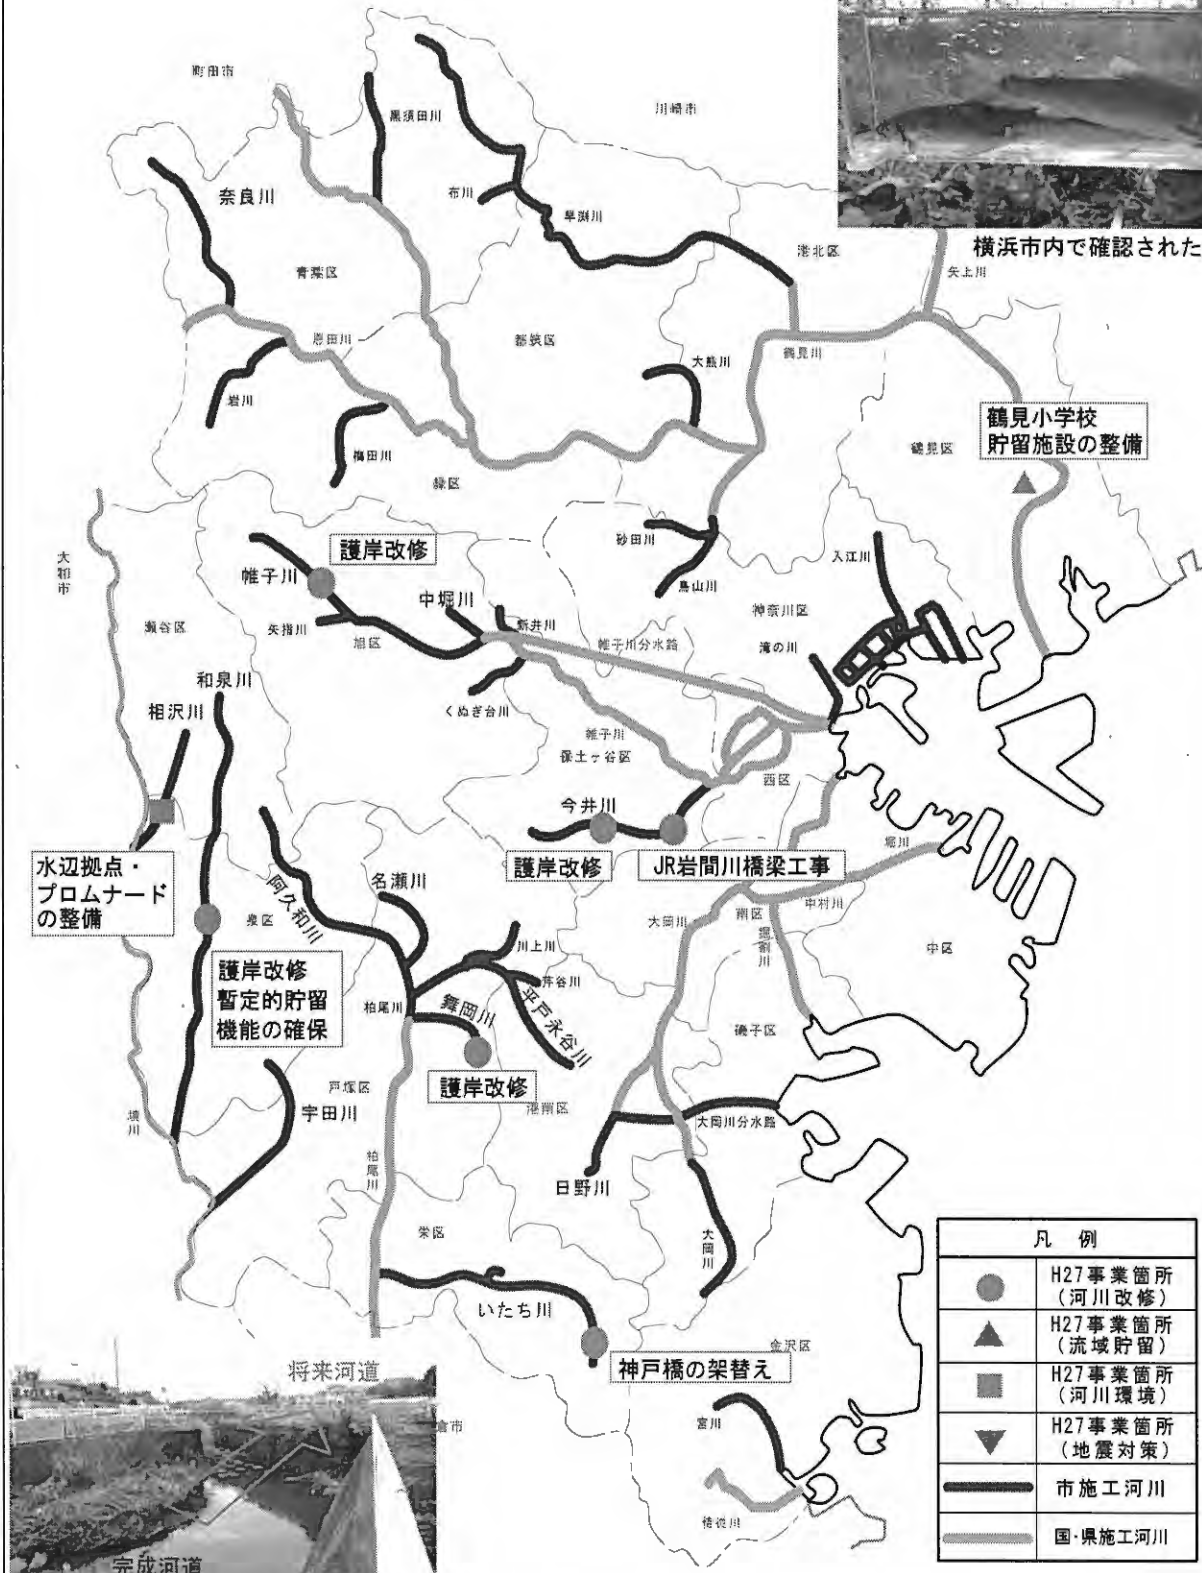 町田市
川崎市
黒須田川
奈良川
布川
早渕川
青葉区
港北区
横浜市内で確認された
矢上川
恩田川
都筑区
鶴見川
大熊川
岩川
梅田川
緑区
鶴見区
鶴見小学校
貯留施設の整備
大和市
瀬谷区
帷子川
護岸改修
矢指川
旭区
中堀川
新井川
砂田川
鳥山川
入江川
神奈川区
滝の川
帷子川分水路
くぬぎ台川
帷子川
保土ヶ谷区
西区
和泉川
相沢川
今井川
護岸改修
JR岩間川橋梁工事
堀川
水辺拠点・
プロムナード
の整備
泉区
阿久和川
名瀬川
川上川
芹谷川
平戸永谷川
大岡川
南区
中村川
堀割川
中区
護岸改修
暫定的貯留
機能の確保
柏尾川
舞岡川
護岸改修
磯子区
港南区
戸塚区
宇田川
境川
柏尾川
大岡川分水路
日野川
大岡川
栄区
いたち川
神戸橋の架替え
金沢区
宮川
侍従川
倉市
将来河道
完成河道
凡 例
H27事業箇所
(河川改修)
H27事業箇所
(流域貯留)
H27事業箇所
(河川環境)
H27事業箇所
(地震対策)
市施工河川
国・県施工河川